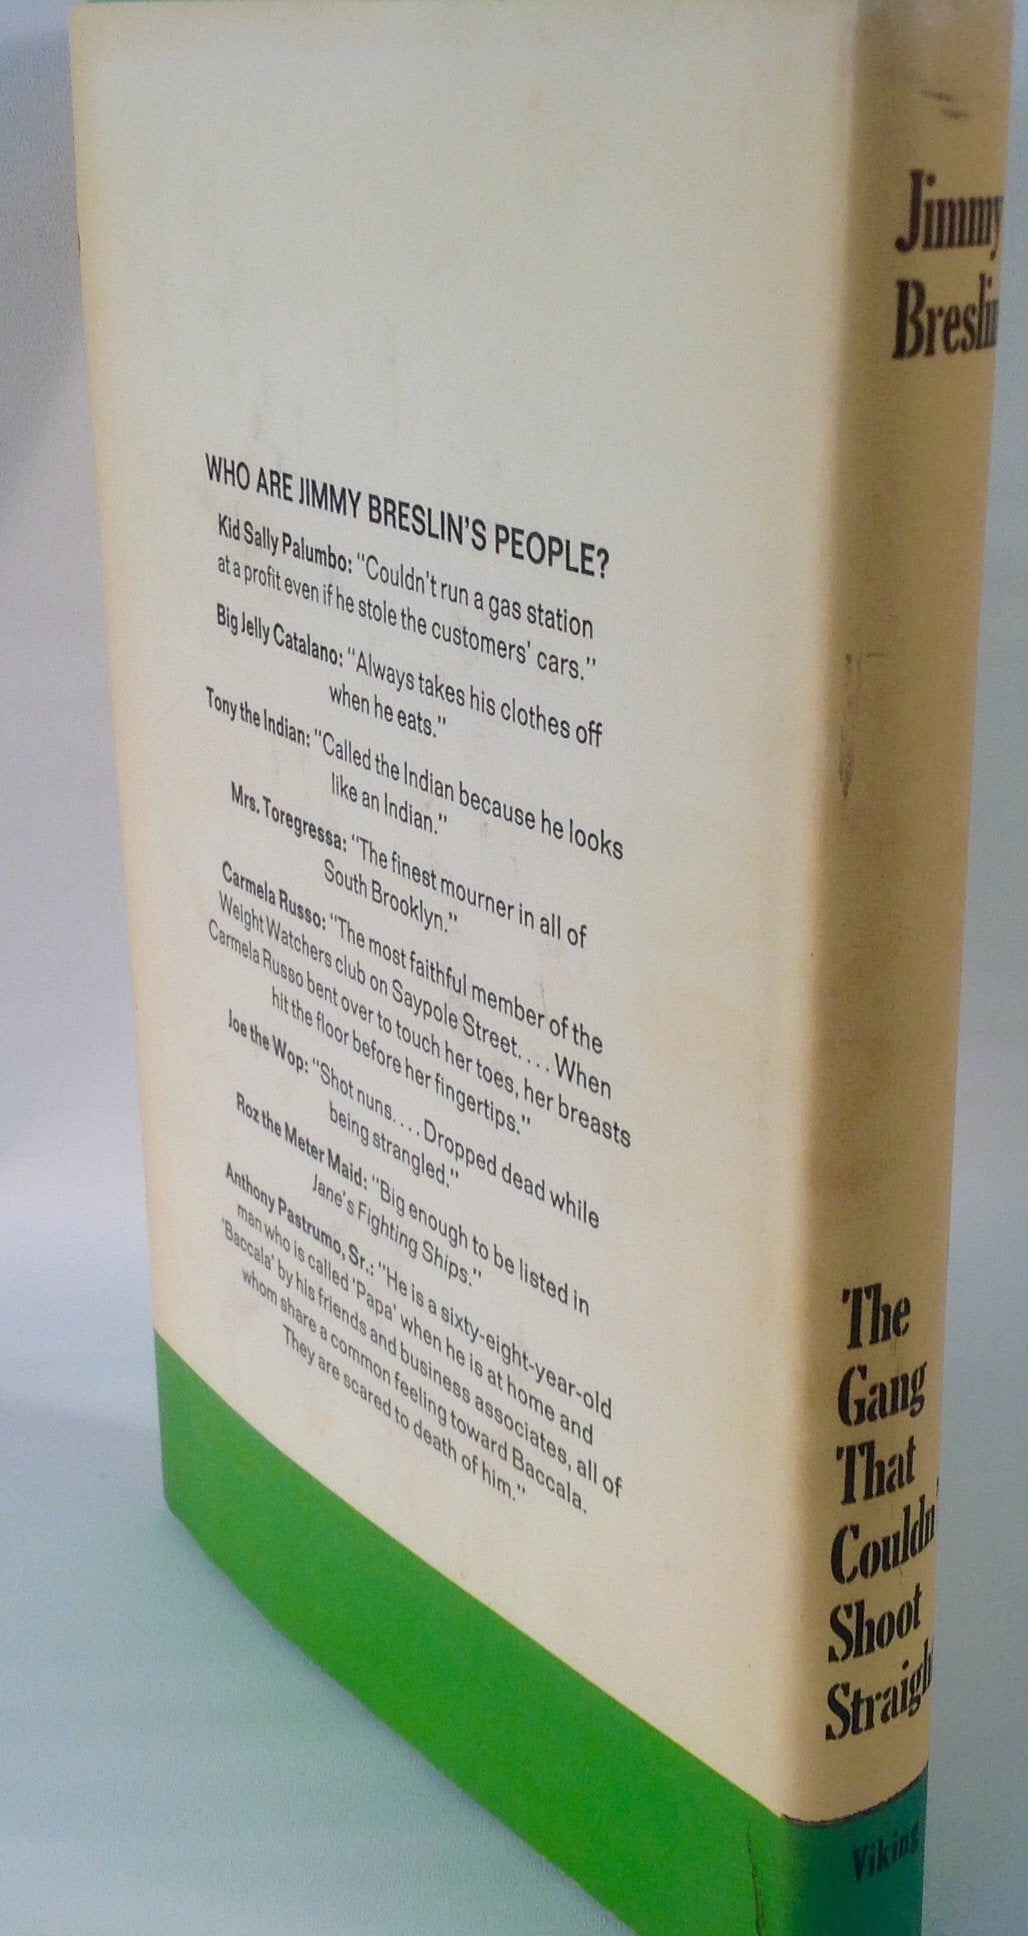 WHO ARE JIMMY BRESLIN'S PEOPLE?
Kid Sally Palumbo: "Couldn't run a gas station
at a profit even if he stole the customers' cars."
Big Jelly Catalano: "Always takes his clothes off
when he eats."
Tony the Indian: "Called the Indian because he looks
like an Indian."
Mrs. Toregressa: "The finest mourner in all of
South Brooklyn."
Carmela Russo: "The most faithful member of the
Weight Watchers club on Saypole Street. . . . When
Carmela Russo bent over to touch her toes, her breasts
hit the floor before her fingertips."
Joe the Wop: "Shot nuns. . . . Dropped dead while
being strangled."
Roz the Meter Maid: "Big enough to be listed in
Jane's Fighting Ships."
Anthony Pastrumo, Sr.: "He is a sixty-eight-year-old
man who is called 'Papa' when he is at home and
'Baccala' by his friends and business associates, all of
whom share a common feeling toward Baccala.
They are scared to death of him."
Jimmy
Breslin
The
Gang
That
Couldn'
Shoot
Straigh
Viking